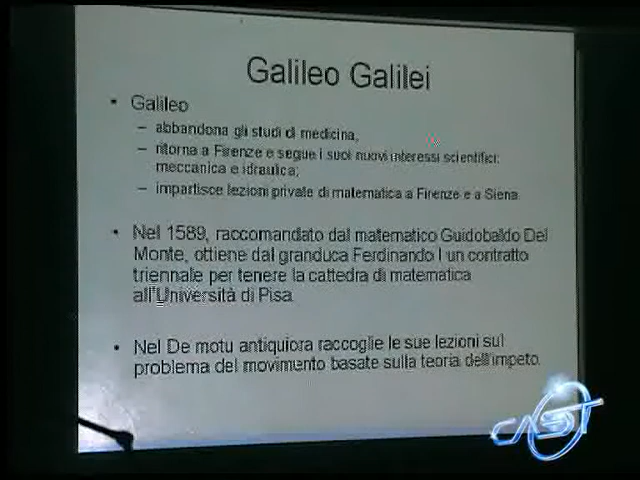 Galileo Galilei
• Galileo
– abbandona gli studi di medicina,
– ritorna a Firenze e segue i suoi nuovi interessi scientifici:
meccanica e idraulica;
– impartisce lezioni private di matematica a Firenze e a Siena.
• Nel 1589, raccomandato dal matematico Guidobaldo Del
Monte, ottiene dal granduca Ferdinando I un contratto
triennale per tenere la cattedra di matematica
all'Università di Pisa.
• Nel De motu antiquiora raccoglie le sue lezioni sul
problema del movimento basate sulla teoria dell'impeto.
CAST